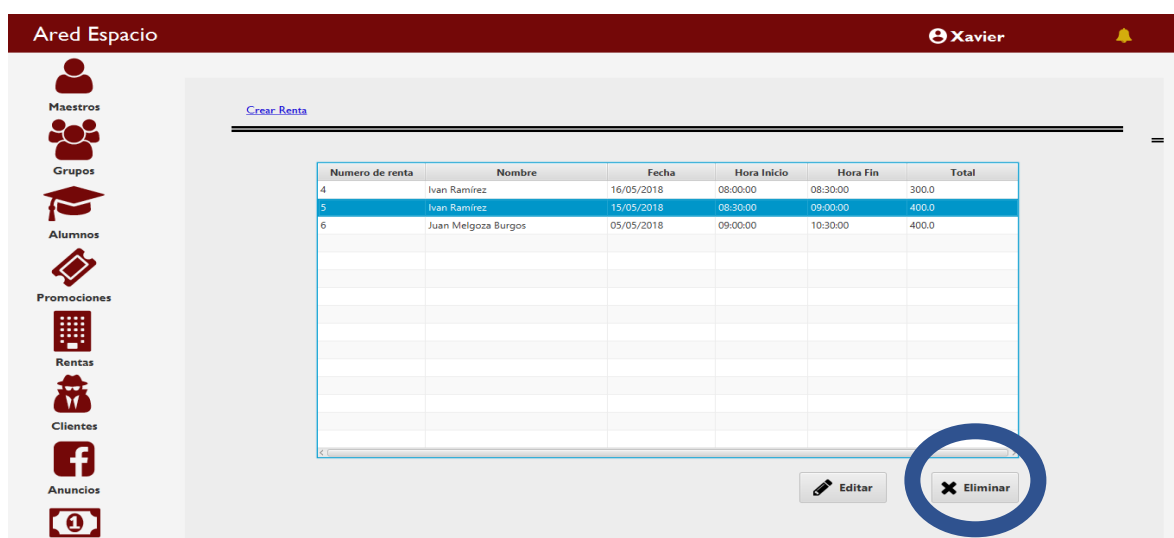 Ared Espacio Xavier
Maestros
Grupos
Alumnos
Promociones
Rentas
Clientes
Anuncios
1
Crear Renta
Numero de renta Nombre Fecha Hora Inicio Hora Fin Total
4 Ivan Ramírez 16/05/2018 08:00:00 08:30:00 300.0
5 Ivan Ramírez 15/05/2018 08:30:00 09:00:00 400.0
6 Juan Melgoza Burgos 05/05/2018 09:00:00 10:30:00 400.0
Editar Eliminar